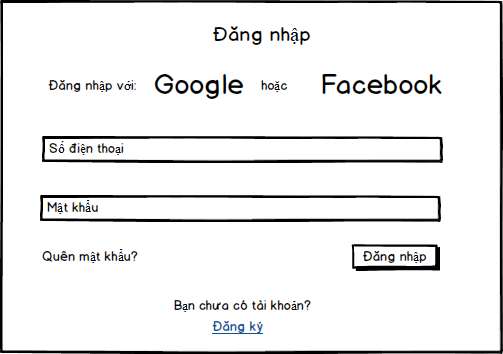 Đăng nhập
Đăng nhập với: Google hoặc Facebook
Số điện thoại
Mật khẩu
Quên mật khẩu? Đăng nhập
Bạn chưa có tài khoản?
Đăng ký